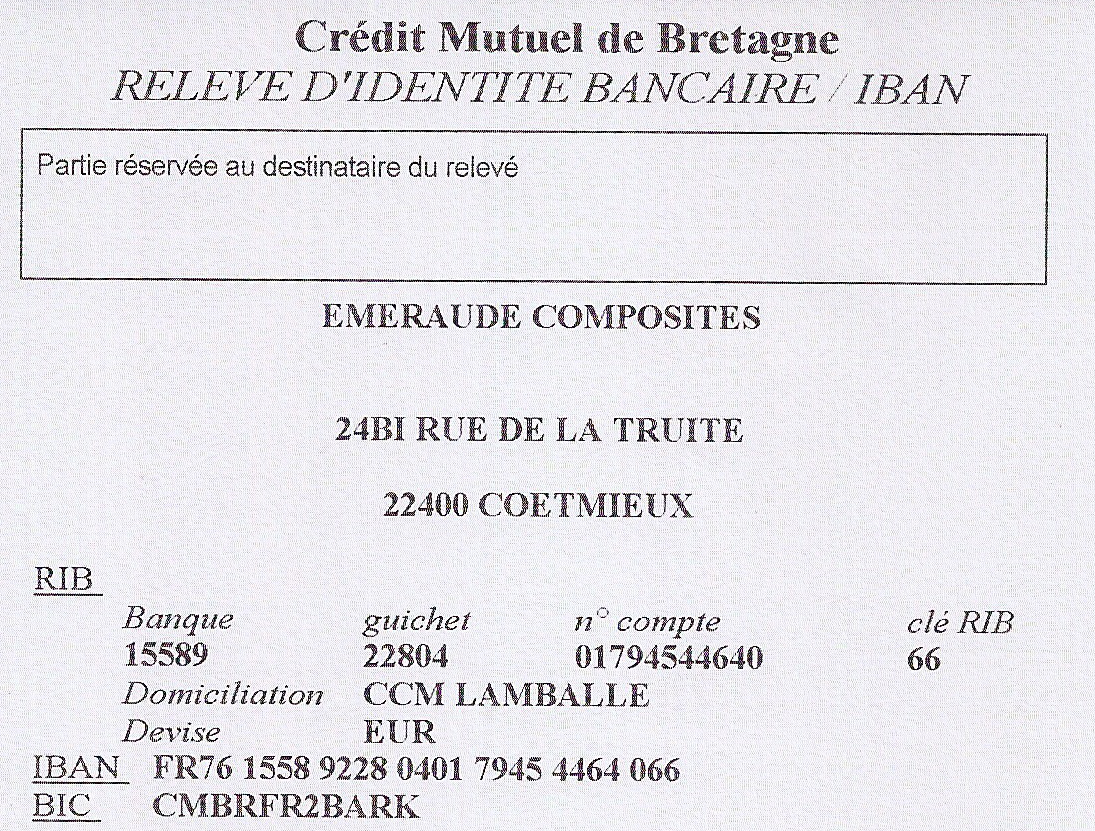 Crédit Mutuel de Bretagne
RELEVE D'IDENTITE BANCAIRE / IBAN
Partie réservée au destinataire du relevé
EMERAUDE COMPOSITES
24BI RUE DE LA TRUITE
22400 COETMIEUX
RIB
Banque guichet n° compte clé RIB
15589 22804 01794544640 66
Domiciliation CCM LAMBALLE
Devise EUR
IBAN FR76 1558 9228 0401 7945 4464 066
BIC CMBRFR2BARK